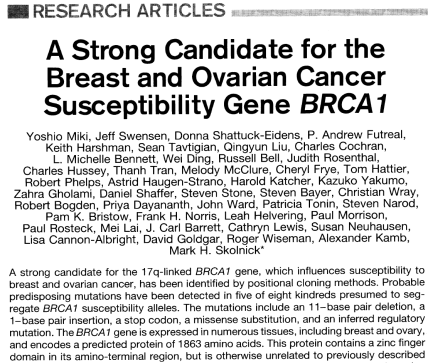 RESEARCH ARTICLES
A Strong Candidate for the
Breast and Ovarian Cancer
Susceptibility Gene BRCA1
Yoshio Miki, Jeff Swensen, Donna Shattuck-Eidens, P. Andrew Futreal,
Keith Harshman, Sean Tavtigian, Qingyun Liu, Charles Cochran,
L. Michelle Bennett, Wei Ding, Russell Bell, Judith Rosenthal,
Charles Hussey, Thanh Tran, Melody McClure, Cheryl Frye, Tom Hattier,
Robert Phelps, Astrid Haugen-Strano, Harold Katcher, Kazuko Yakumo,
Zahra Gholami, Daniel Shaffer, Steven Stone, Steven Bayer, Christian Wray,
Robert Bogden, Priya Dayananth, John Ward, Patricia Tonin, Steven Narod,
Pam K. Bristow, Frank H. Norris, Leah Helvering, Paul Morrison,
Paul Rosteck, Mei Lai, J. Carl Barrett, Cathryn Lewis, Susan Neuhausen,
Lisa Cannon-Albright, David Goldgar, Roger Wiseman, Alexander Kamb,
Mark H. Skolnick*
A strong candidate for the 17q-linked BRCA1 gene, which influences susceptibility to
breast and ovarian cancer, has been identified by positional cloning methods. Probable
predisposing mutations have been detected in five of eight kindreds presumed to seg-
regate BRCA1 susceptibility alleles. The mutations include an 11–base pair deletion, a
1–base pair insertion, a stop codon, a missense substitution, and an inferred regulatory
mutation. The BRCA1 gene is expressed in numerous tissues, including breast and ovary,
and encodes a predicted protein of 1863 amino acids. This protein contains a zinc finger
domain in its amino-terminal region, but is otherwise unrelated to previously described